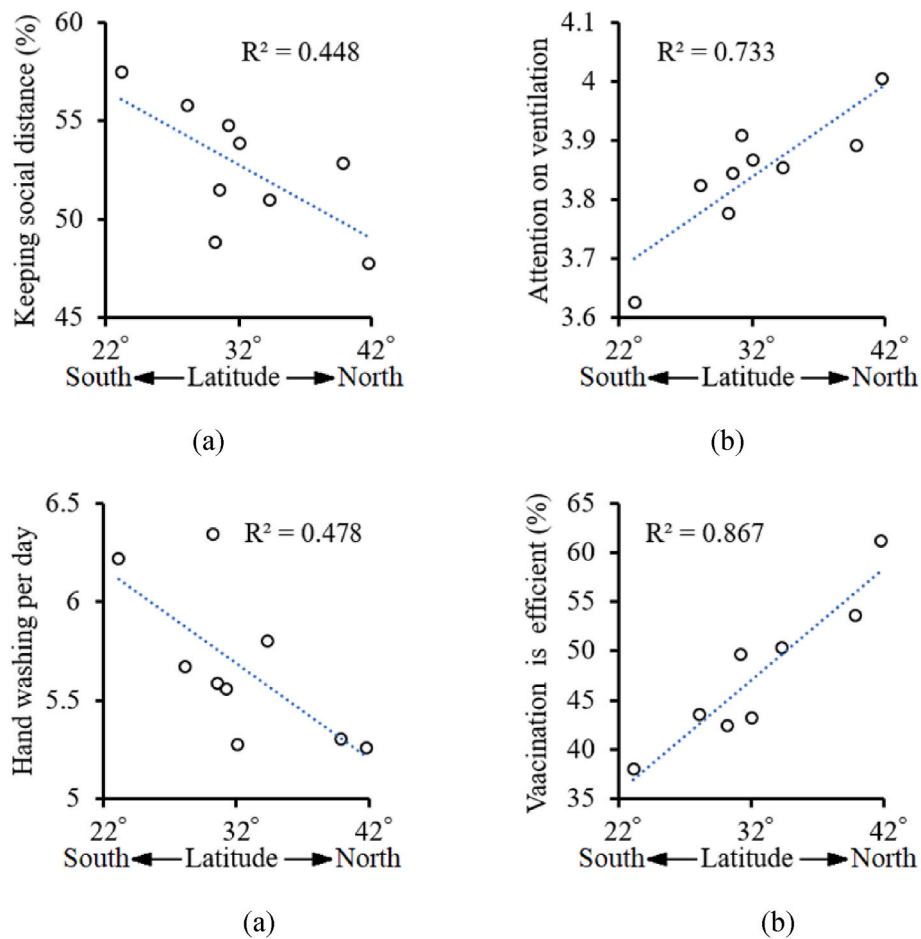 Keeping social distance (%)
60
55
50
45
R² = 0.448
22° 32° 42°
South Latitude North
(a)
Attention on ventilation
4.1
4
3.9
3.8
3.7
3.6
R² = 0.733
22° 32° 42°
South Latitude North
(b)
Hand washing per day
6.5
6
5.5
5
R² = 0.478
22° 32° 42°
South Latitude North
(a)
Vaacination is efficient (%)
65
60
55
50
45
40
35
R² = 0.867
22° 32° 42°
South Latitude North
(b)